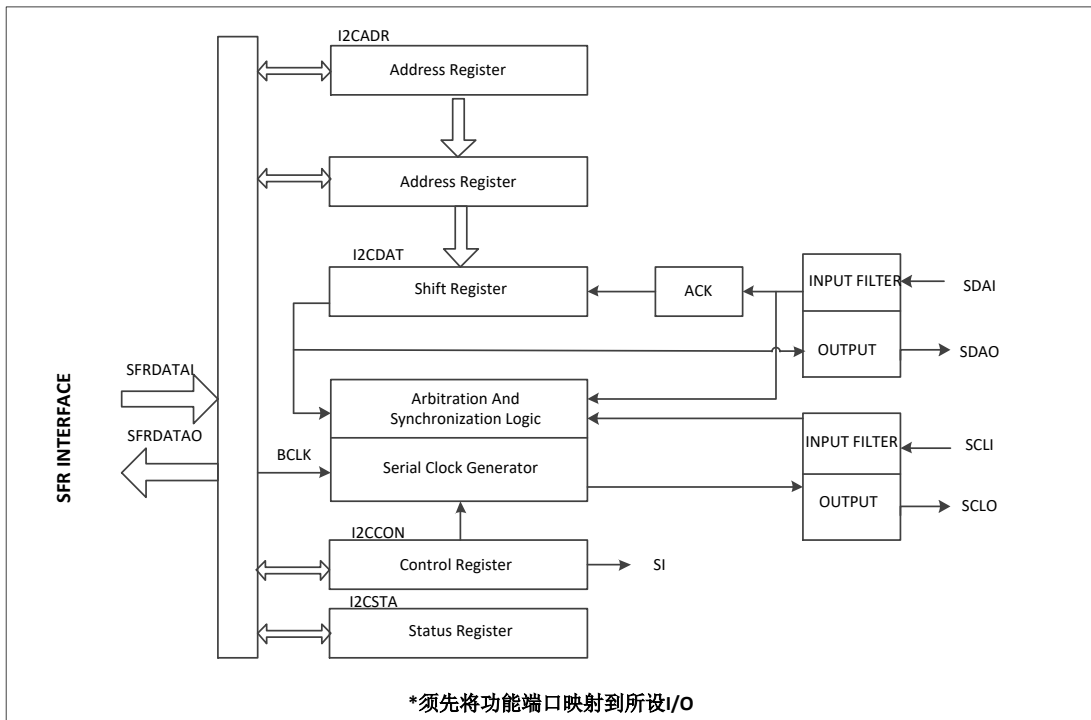 I2CADR
Address Register
Address Register
I2CDAT
Shift Register
ACK
INPUT FILTER
SDAI
OUTPUT
SDAO
SFR INTERFACE
SFRDATAI
SFRDATAO
Arbitration And
Synchronization Logic
BCLK
Serial Clock Generator
INPUT FILTER
SCLI
OUTPUT
SCLO
I2CCON
Control Register
SI
I2CSTA
Status Register
*须先将功能端口映射到所设I/O